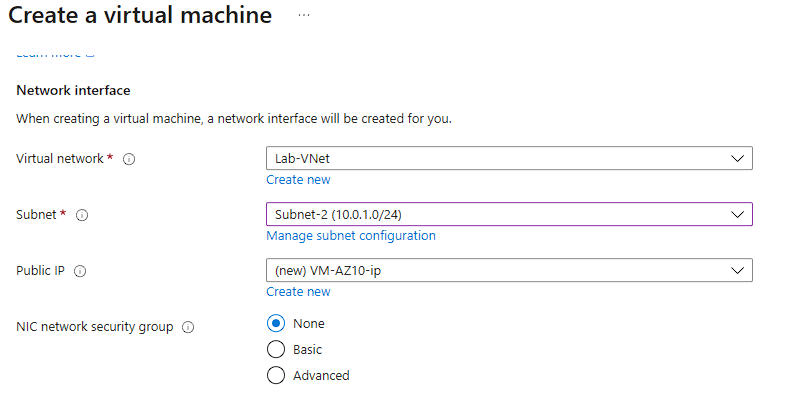 Create a virtual machine ...
Network interface
When creating a virtual machine, a network interface will be created for you.
Virtual network *
Lab-VNet
Create new
Subnet *
Subnet-2 (10.0.1.0/24)
Manage subnet configuration
Public IP
(new) VM-AZ10-ip
Create new
NIC network security group
None
Basic
Advanced